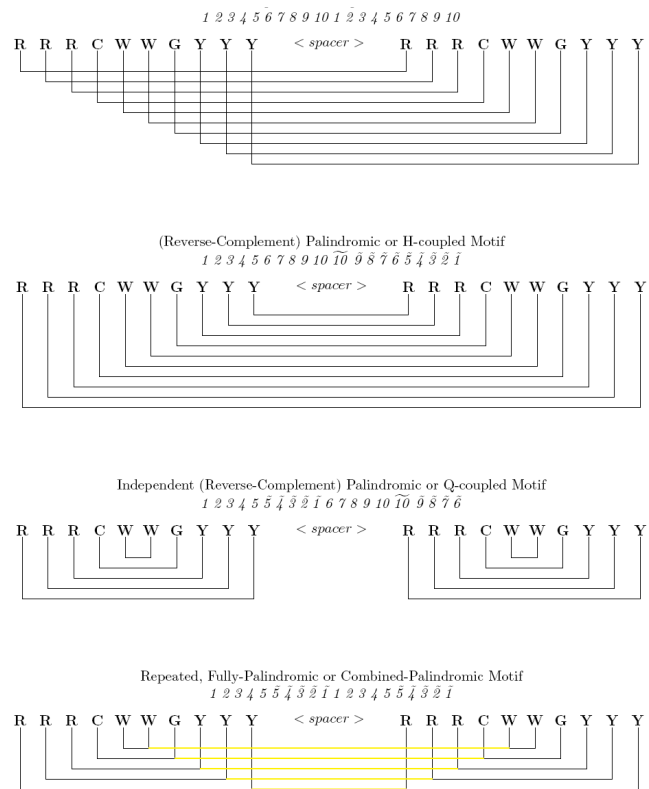 1 2 3 4 5 6 7 8 9 10 1 2 3 4 5 6 7 8 9 10
R R R C W W G Y Y Y < spacer > R R R C W W G Y Y Y
(Reverse-Complement) Palindromic or H-coupled Motif
1 2 3 4 5 6 7 8 9 10 1͠0 9̃ 8̃ 7̃ 6̃ 5̃ 4̃ 3̃ 2̃ 1̃
R R R C W W G Y Y Y < spacer > R R R C W W G Y Y Y
Independent (Reverse-Complement) Palindromic or Q-coupled Motif
1 2 3 4 5 5̃ 4̃ 3̃ 2̃ 1̃ 6 7 8 9 10 1͠0 9̃ 8̃ 7̃ 6̃
R R R C W W G Y Y Y < spacer > R R R C W W G Y Y Y
Repeated, Fully-Palindromic or Combined-Palindromic Motif
1 2 3 4 5 5̃ 4̃ 3̃ 2̃ 1̃ 1 2 3 4 5 5̃ 4̃ 3̃ 2̃ 1̃
R R R C W W G Y Y Y < spacer > R R R C W W G Y Y Y